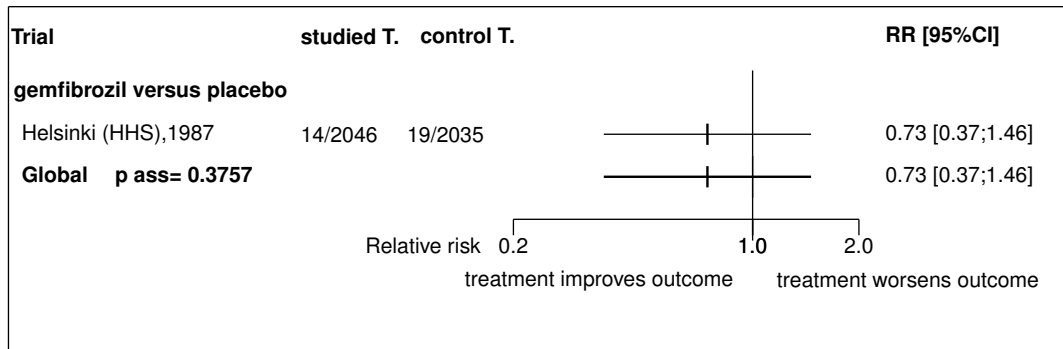 Trial studied T. control T. RR [95%CI]
gemfibrozil versus placebo
Helsinki (HHS),1987 14/2046 19/2035 0.73 [0.37;1.46]
Global p ass= 0.3757 0.73 [0.37;1.46]
Relative risk 0.2 1.0 2.0
treatment improves outcome treatment worsens outcome